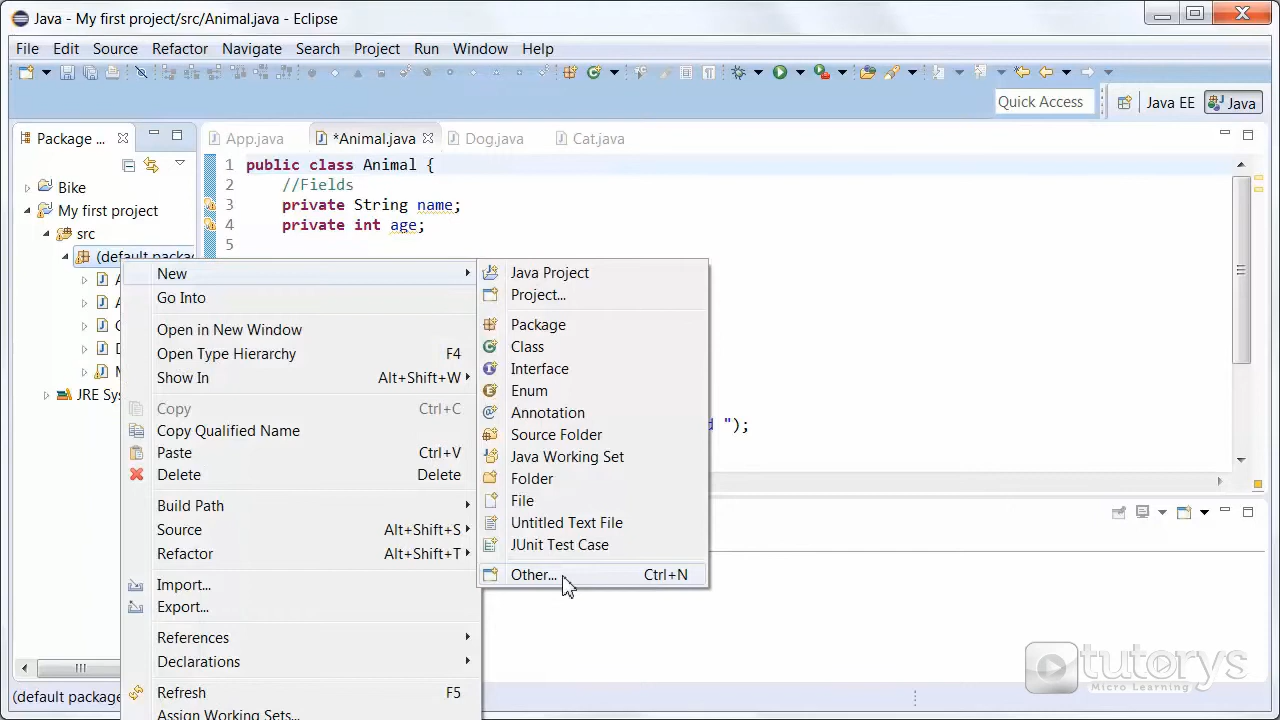 Java - My first project/src/Animal.java - Eclipse
File Edit Source Refactor Navigate Search Project Run Window Help
Quick Access Java EE Java
Package ... App.java *Animal.java Dog.java Cat.java
1 public class Animal {
2 //Fields
3 private String name;
4 private int age;
5
Bike
My first project
src
(default packa
JRE Sys
New
Go Into
Open in New Window
Open Type Hierarchy F4
Show In Alt+Shift+W
Copy Ctrl+C
Copy Qualified Name
Paste Ctrl+V
Delete Delete
Build Path
Source Alt+Shift+S
Refactor Alt+Shift+T
Import...
Export...
References
Declarations
Refresh F5
Assign Working Sets...
Java Project
Project...
Package
Class
Interface
Enum
Annotation
Source Folder
Java Working Set
Folder
File
Untitled Text File
JUnit Test Case
Other... Ctrl+N
");
(default package
tutorys
Micro Learning